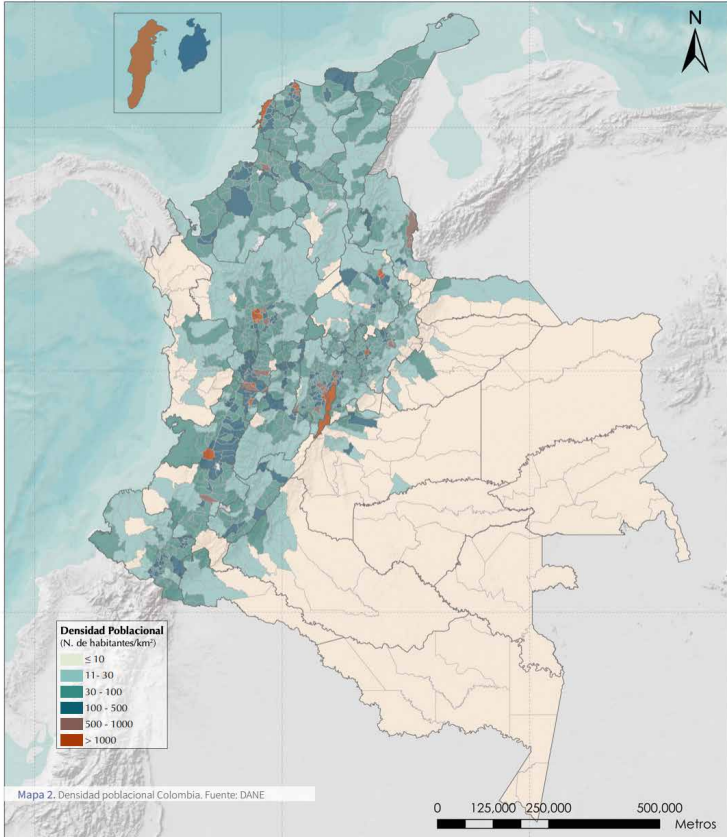 N
Densidad Poblacional
(N. de habitantes/km²)
≤ 10
11- 30
30 - 100
100 - 500
500 - 1000
> 1000
Mapa 2. Densidad poblacional Colombia. Fuente: DANE
0 125,000 250,000 500,000
Metros